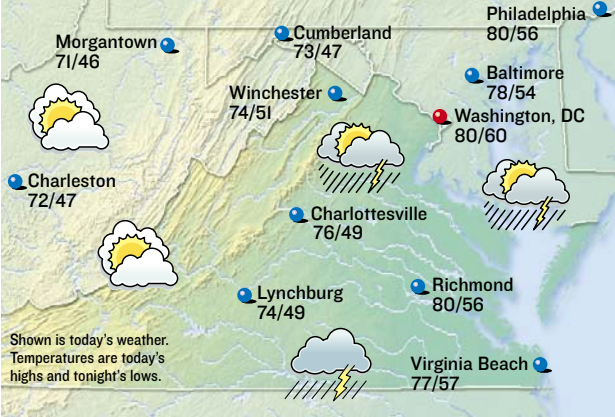 Philadelphia
80/56
Cumberland
73/47
Morgantown
71/46
Baltimore
78/54
Winchester
74/51
Washington, DC
80/60
Charleston
72/47
Charlottesville
76/49
Richmond
80/56
Lynchburg
74/49
Shown is today's weather.
Temperatures are today's
highs and tonight's lows.
Virginia Beach
77/57